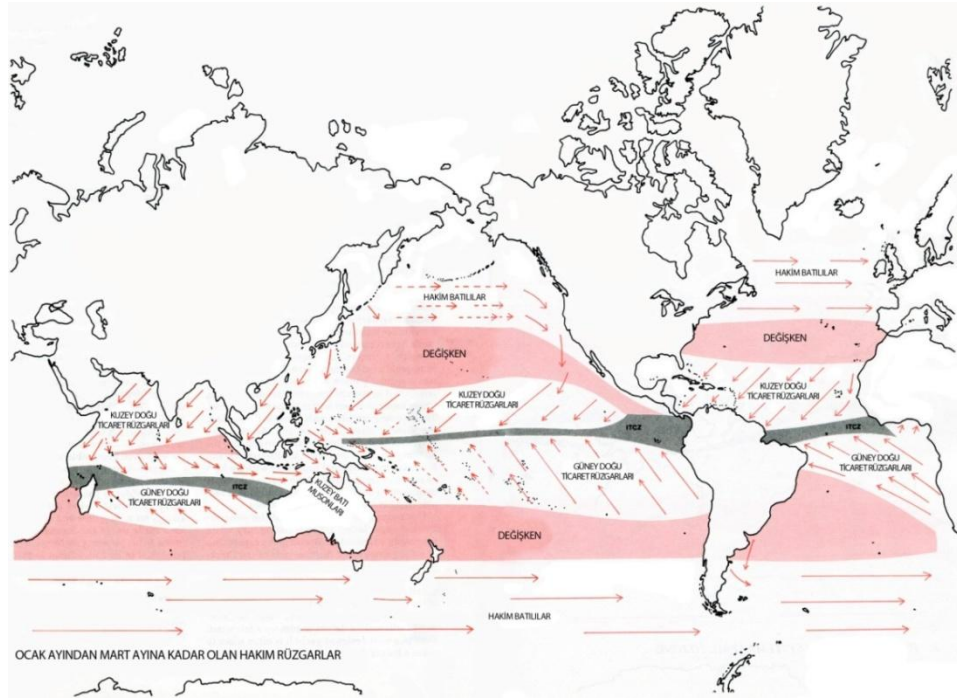 HAKİM BATILILAR
HAKİM BATILILAR
DEĞİŞKEN
DEĞİŞKEN
KUZEY DOĞU
TİCARET RÜZGARLARI
KUZEY DOĞU
TİCARET RÜZGARLARI
KUZEY DOĞU
TİCARET RÜZGARLARI
ITCZ
ITCZ
GÜNEY DOĞU
TİCARET RÜZGARLARI
GÜNEY DOĞU
TİCARET RÜZGARLARI
GÜNEY DOĞU
TİCARET RÜZGARLARI
ITCZ
KUZEY BATI
MUSONLARI
DEĞİŞKEN
HAKİM BATILILAR
OCAK AYINDAN MART AYINA KADAR OLAN HAKIM RÜZGARLAR